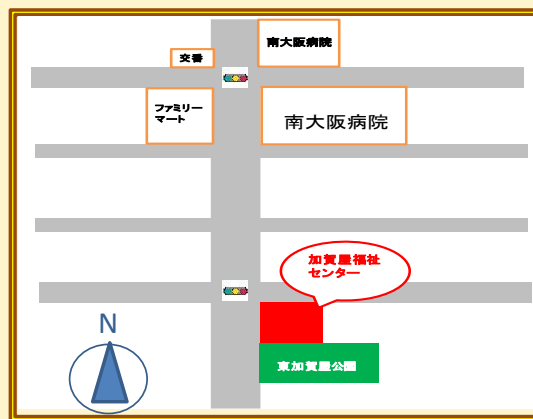 南大阪病院
交番
ファミリー
マート
南大阪病院
加賀屋福祉
センター
N
東加賀屋公園